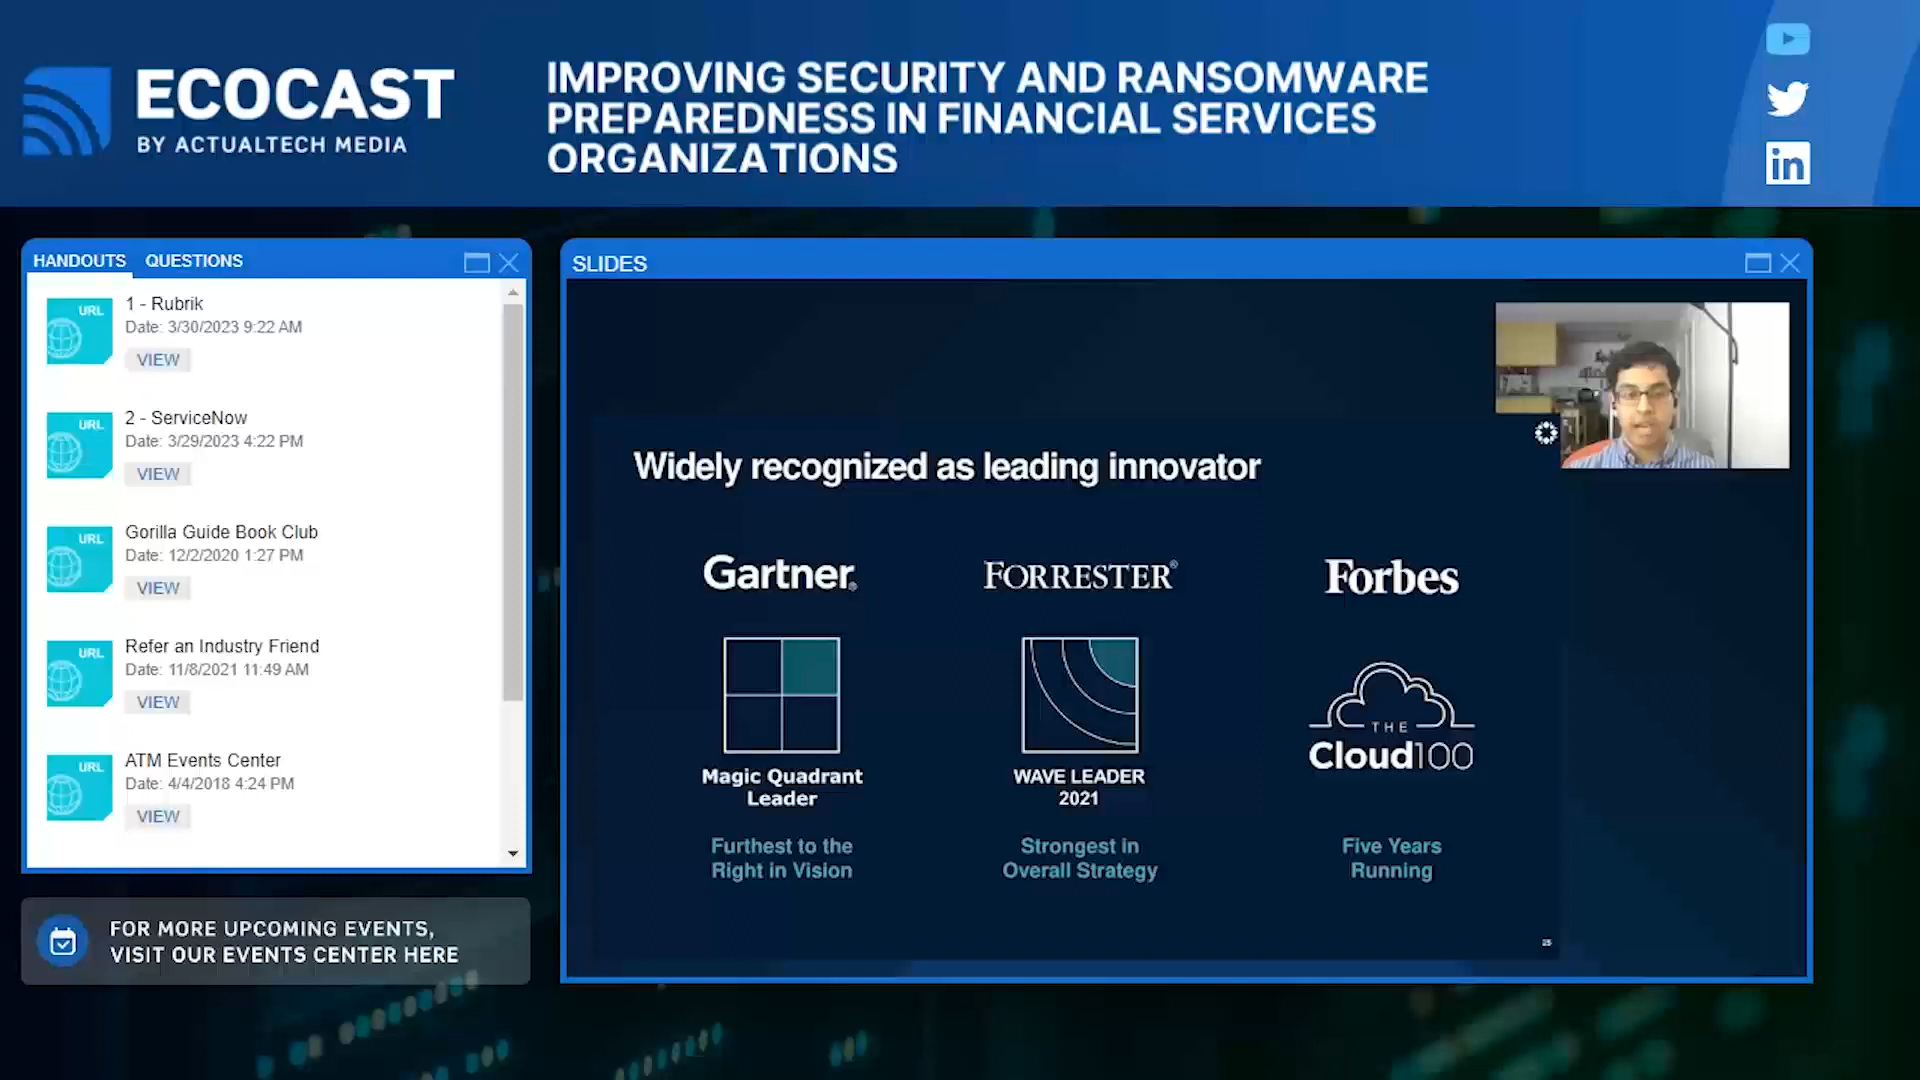 ECOCAST
BY ACTUALTECH MEDIA
IMPROVING SECURITY AND RANSOMWARE
PREPAREDNESS IN FINANCIAL SERVICES
ORGANIZATIONS
in
HANDOUTS QUESTIONS
URL
1 - Rubrik
Date: 3/30/2023 9:22 AM
VIEW
URL
2 - ServiceNow
Date: 3/29/2023 4:22 PM
VIEW
URL
Gorilla Guide Book Club
Date: 12/2/2020 1:27 PM
VIEW
URL
Refer an Industry Friend
Date: 11/8/2021 11:49 AM
VIEW
URL
ATM Events Center
Date: 4/4/2018 4:24 PM
VIEW
FOR MORE UPCOMING EVENTS,
VISIT OUR EVENTS CENTER HERE
SLIDES
Widely recognized as leading innovator
Gartner®
Magic Quadrant
Leader
Furthest to the
Right in Vision
FORRESTER®
WAVE LEADER
2021
Strongest in
Overall Strategy
Forbes
THE
Cloud100
Five Years
Running